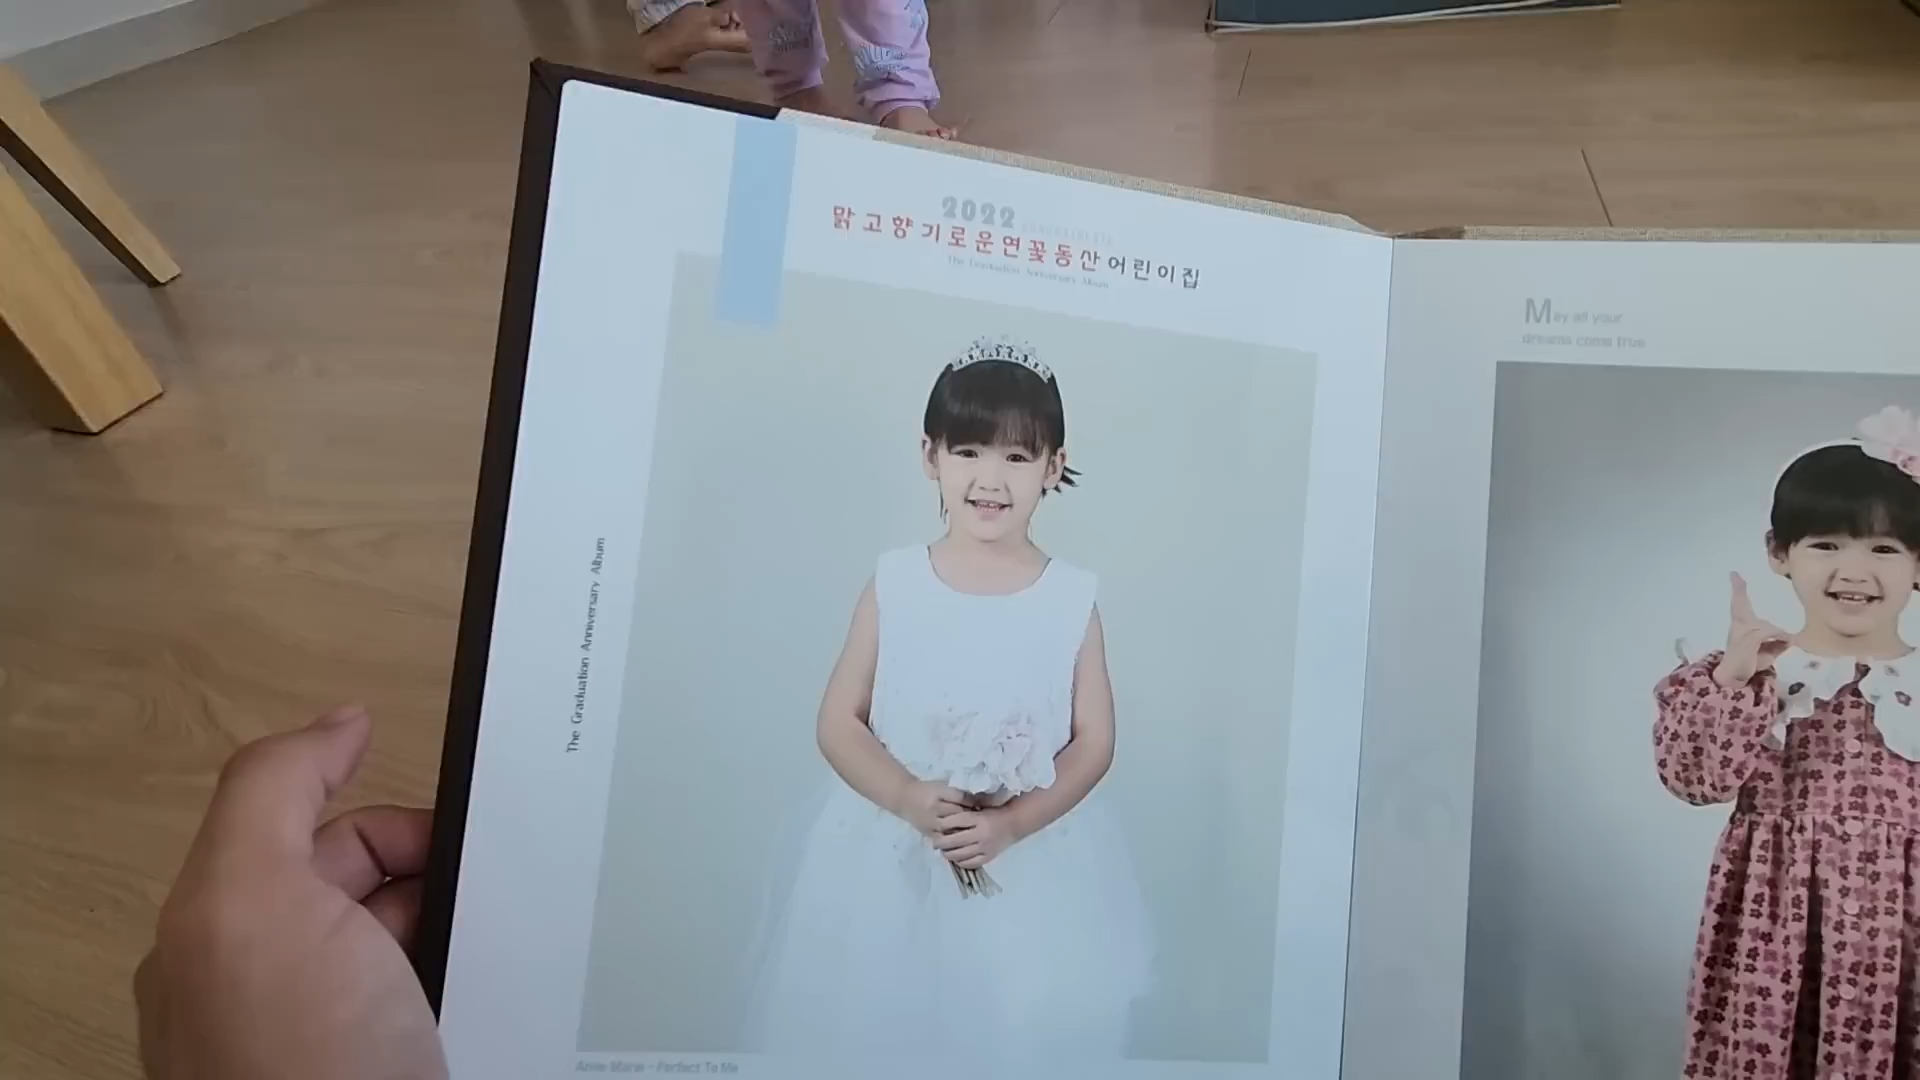 2022
맑고향기로운연꽃동산어린이집
The Graduation Anniversary Album
The Graduation Anniversary Album
Anne Marie - Perfect To Me
May all your
dreams come true